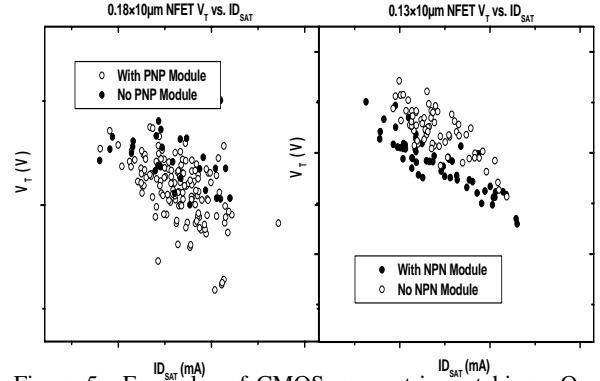 0.18×10µm NFET V_T vs. ID_SAT
With PNP Module
No PNP Module
V_T (V)
ID_SAT (mA)
0.13×10µm NFET V_T vs. ID_SAT
V_T (V)
With NPN Module
No NPN Module
ID_SAT (mA)